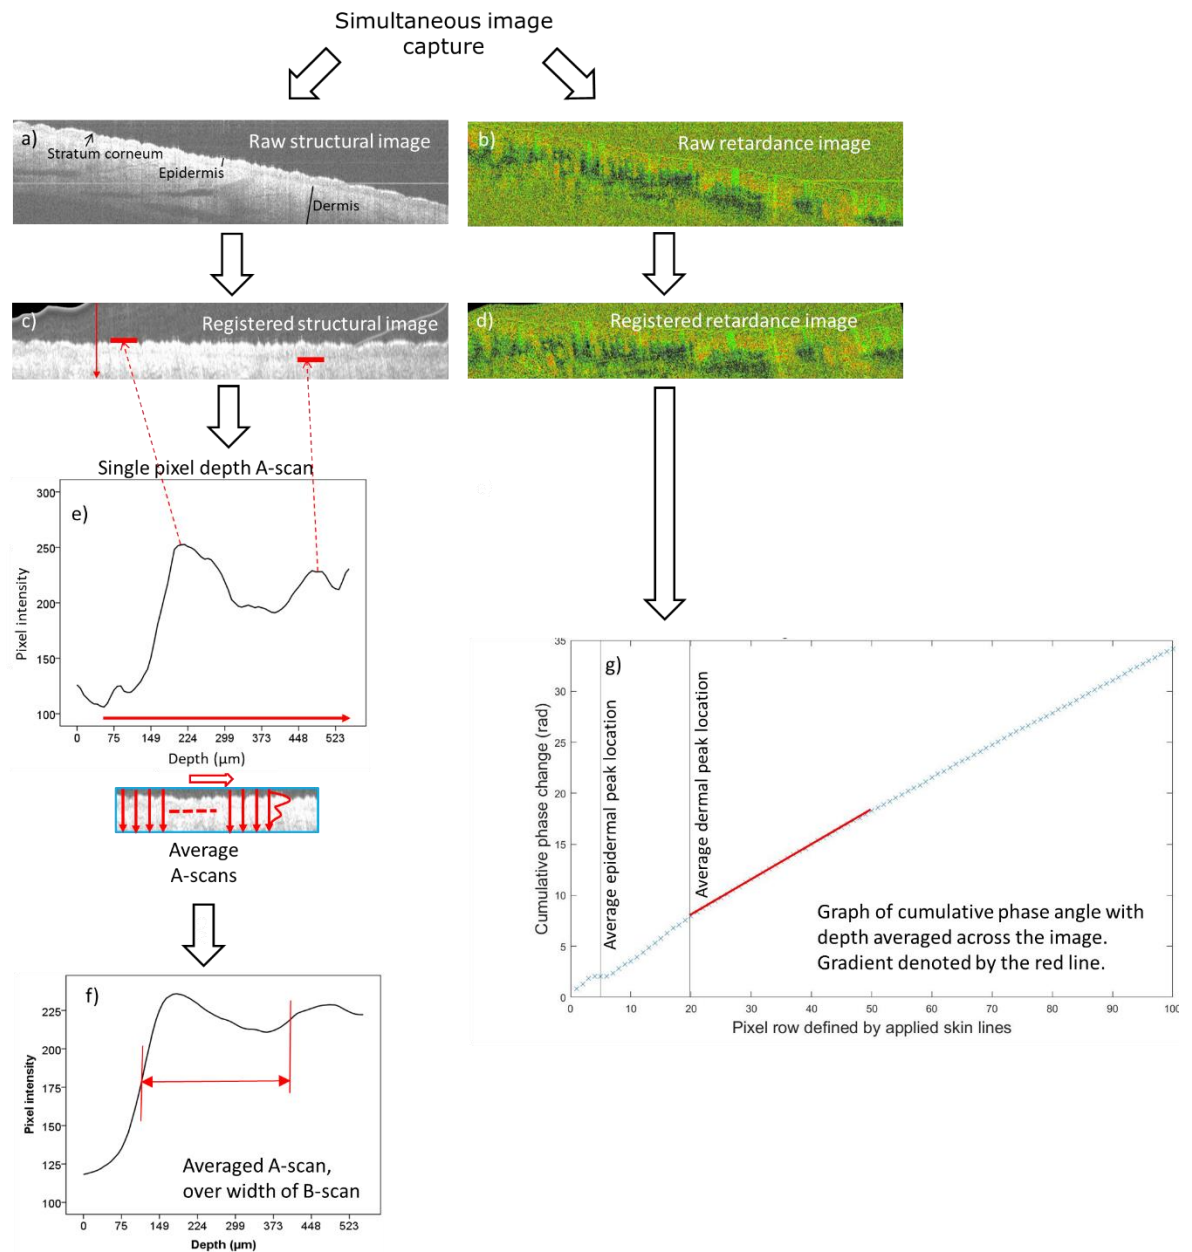 Simultaneous image
capture
a)
Raw structural image
Stratum corneum
Epidermis
Dermis
b)
Raw retardance image
c)
Registered structural image
d)
Registered retardance image
Single pixel depth A-scan
e)
300
250
200
150
100
Pixel intensity
0 75 149 224 299 373 448 523
Depth (µm)
Average
A-scans
f)
225
200
175
150
125
100
Pixel intensity
Averaged A-scan,
over width of B-scan
0 75 149 224 299 373 448 523
Depth (µm)
g)
35
30
25
20
15
10
5
0
Cumulative phase change (rad)
Average epidermal peak location
Average dermal peak location
Graph of cumulative phase angle with
depth averaged across the image.
Gradient denoted by the red line.
0 10 20 30 40 50 60 70 80 90 100
Pixel row defined by applied skin lines